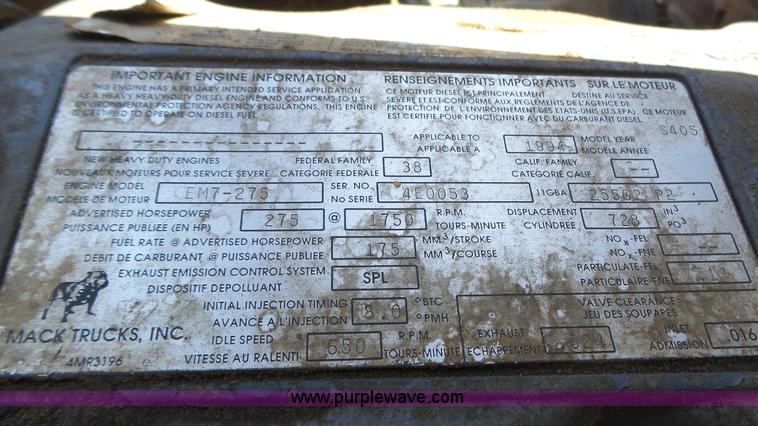 IMPORTANT ENGINE INFORMATION
THIS ENGINE HAS A PRIMARY INTENDED SERVICE APPLICATION
AS A HEAVY HEAVY-DUTY DIESEL ENGINE AND CONFORMS TO U.S.
ENVIRONMENTAL PROTECTION AGENCY REGULATIONS. THIS ENGINE
IS CERTIFIED TO OPERATE ON DIESEL FUEL
RENSEIGNEMENTS IMPORTANTS SUR LE MOTEUR
CE MOTEUR DIESEL EST PRINCIPALEMENT DESTINE AU SERVICE
SEVERE ET EST CONFORME AUX REGLEMENTS DE L'AGENCE DE
PROTECTION DE L'ENVIRONNEMENT DES ETATS-UNIS (U.S. EPA). CE MOTEUR
EST CERTIFIE POUR FONCTIONNER AVEC DU CARBURANT DIESEL
S405
APPLICABLE TO 1994 MODEL YEAR
APPLICABLE A MODELE ANNÉE
NEW HEAVY DUTY ENGINES FEDERAL FAMILY 38 CALIF. FAMILY --
NOUVEAUX MOTEURS POUR SERVICE SEVERE CATEGORIE FEDERALE CATEGORIE CALIF.
ENGINE MODEL EM7-275 SER. NO. 4E0053 11GBA 25562 P2
MODÈLE DE MOTEUR No SERIE
ADVERTISED HORSEPOWER 275 @ 1750 R.P.M. DISPLACEMENT 728 IN3
PUISSANCE PUBLIEE (EN HP) TOURS-MINUTE CYLINDREE PO3
FUEL RATE @ ADVERTISED HORSEPOWER 175 MM3/STROKE NOx-FEL --
DEBIT DE CARBURANT @ PUISSANCE PUBLIEE MM3/COURSE NOx-FNE
EXHAUST EMISSION CONTROL SYSTEM SPL PARTICULATE-FEL
DISPOSITIF DEPOLLUANT PARTICULAIRE-FNE
INITIAL INJECTION TIMING 8.0 °BTC VALVE CLEARANCE
AVANCE A L'INJECTION °PMH JEU DES SOUPAPES
MACK TRUCKS, INC. IDLE SPEED 650 R.P.M. EXHAUST 024 INLET 016
4MR3196 VITESSE AU RALENTI TOURS-MINUTE ECHAPPEMENT ADMISSION
www.purplewave.com